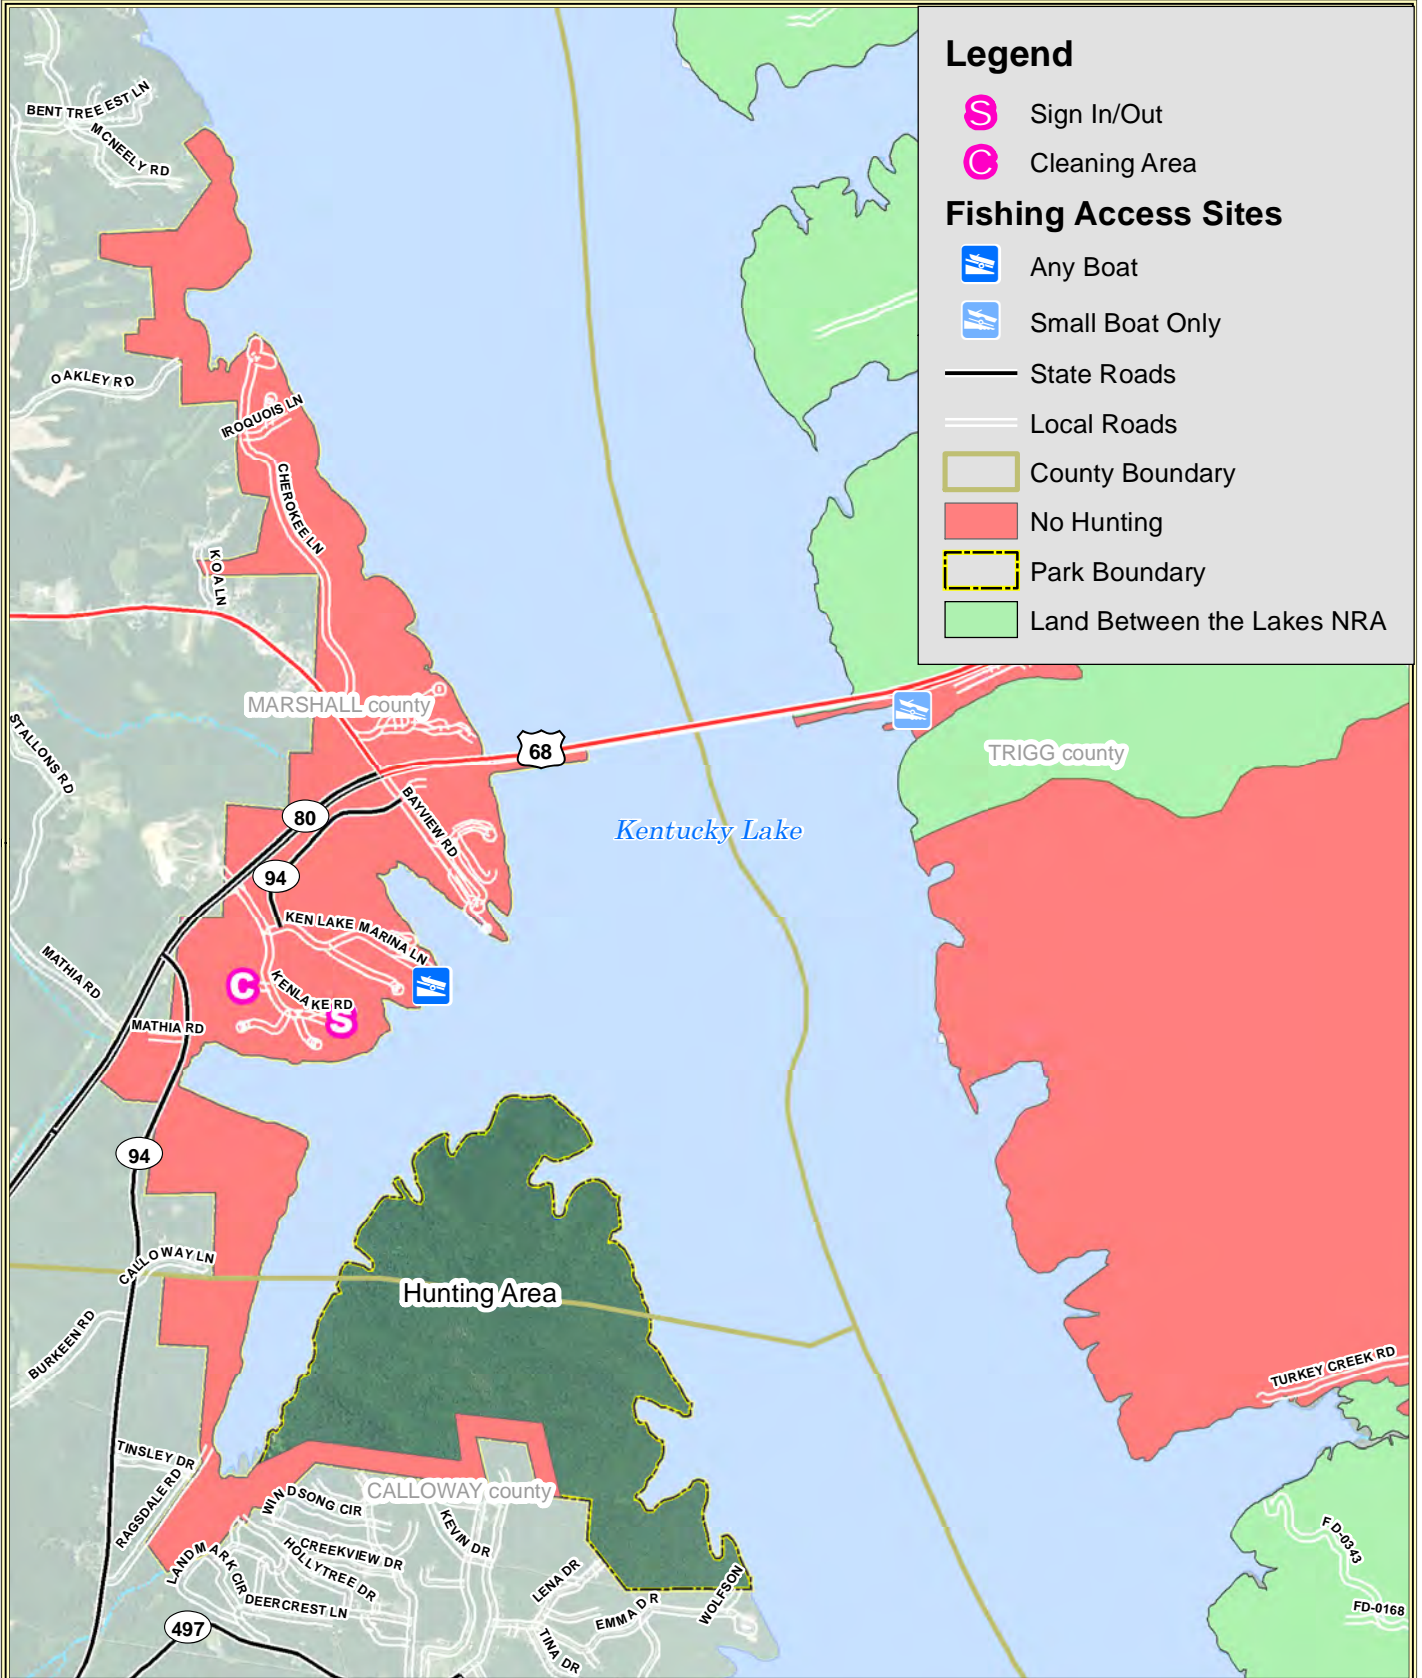 Legend
S Sign In/Out
C Cleaning Area
Fishing Access Sites
Any Boat
Small Boat Only
State Roads
Local Roads
County Boundary
No Hunting
Park Boundary
Land Between the Lakes NRA
BENT TREE EST LN
MCNEELY RD
OAKLEY RD
IROQUOIS LN
CHEROKEE LN
KOA LN
MARSHALL county
STALLONS RD
68
TRIGG county
80
BAYVIEW RD
Kentucky Lake
94
KEN LAKE MARINA LN
MATHIA RD
C
KENLAKE RD
S
MATHIA RD
94
CALLOWAY LN
Hunting Area
BURKEEN RD
TURKEY CREEK RD
TINSLEY DR
RAGSDALE RD
WINDSONG CIR
CALLOWAY county
KEVIN DR
LANDMARK CIR
CREEKVIEW DR
HOLLYTREE DR
DEERCREST LN
LENA DR
EMMA DR
WOLFSON
TINA DR
497
FD-0343
FD-0168